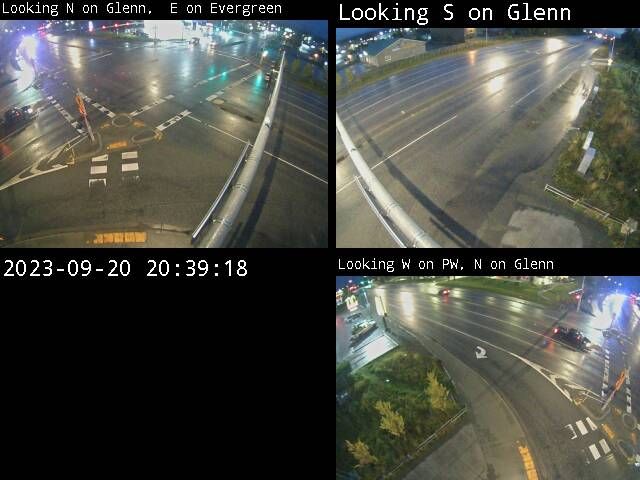 Looking N on Glenn,  E on Evergreen
Looking S on Glenn
2023-09-20 20:39:18
Looking W on PW, N on Glenn